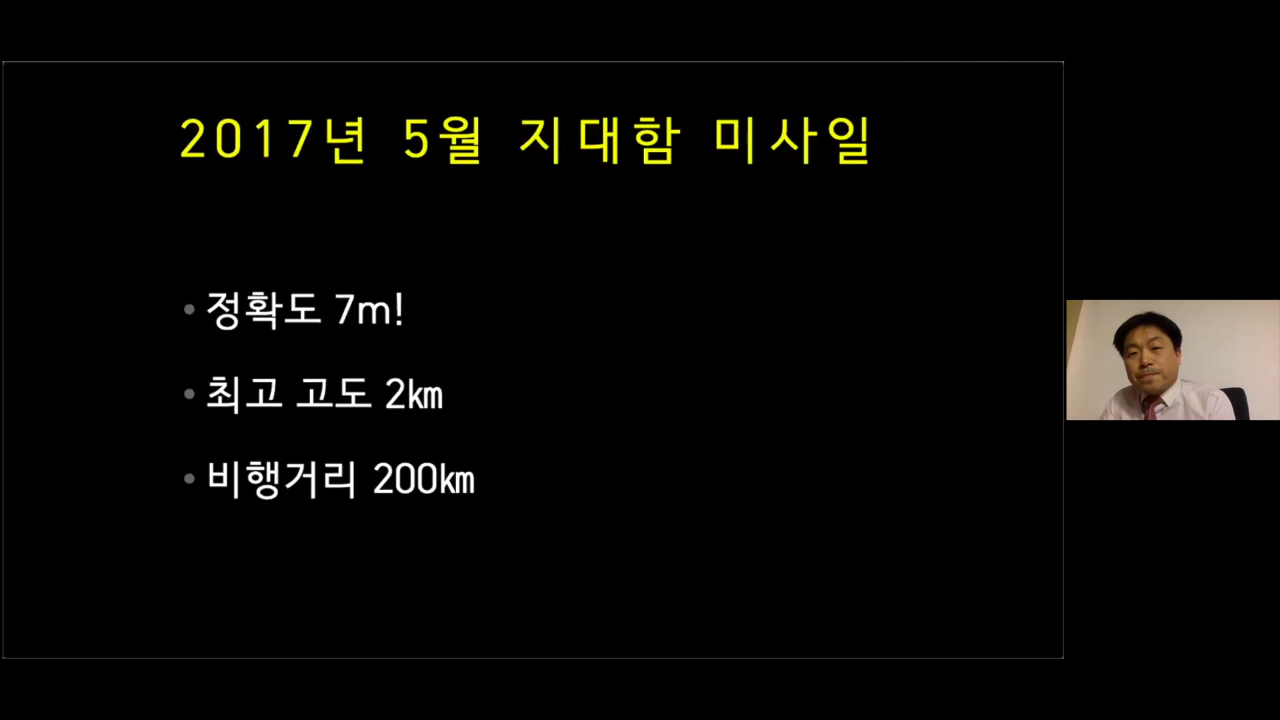 2017년 5월 지대함 미사일
• 정확도 7m!
• 최고 고도 2㎞
• 비행거리 200㎞